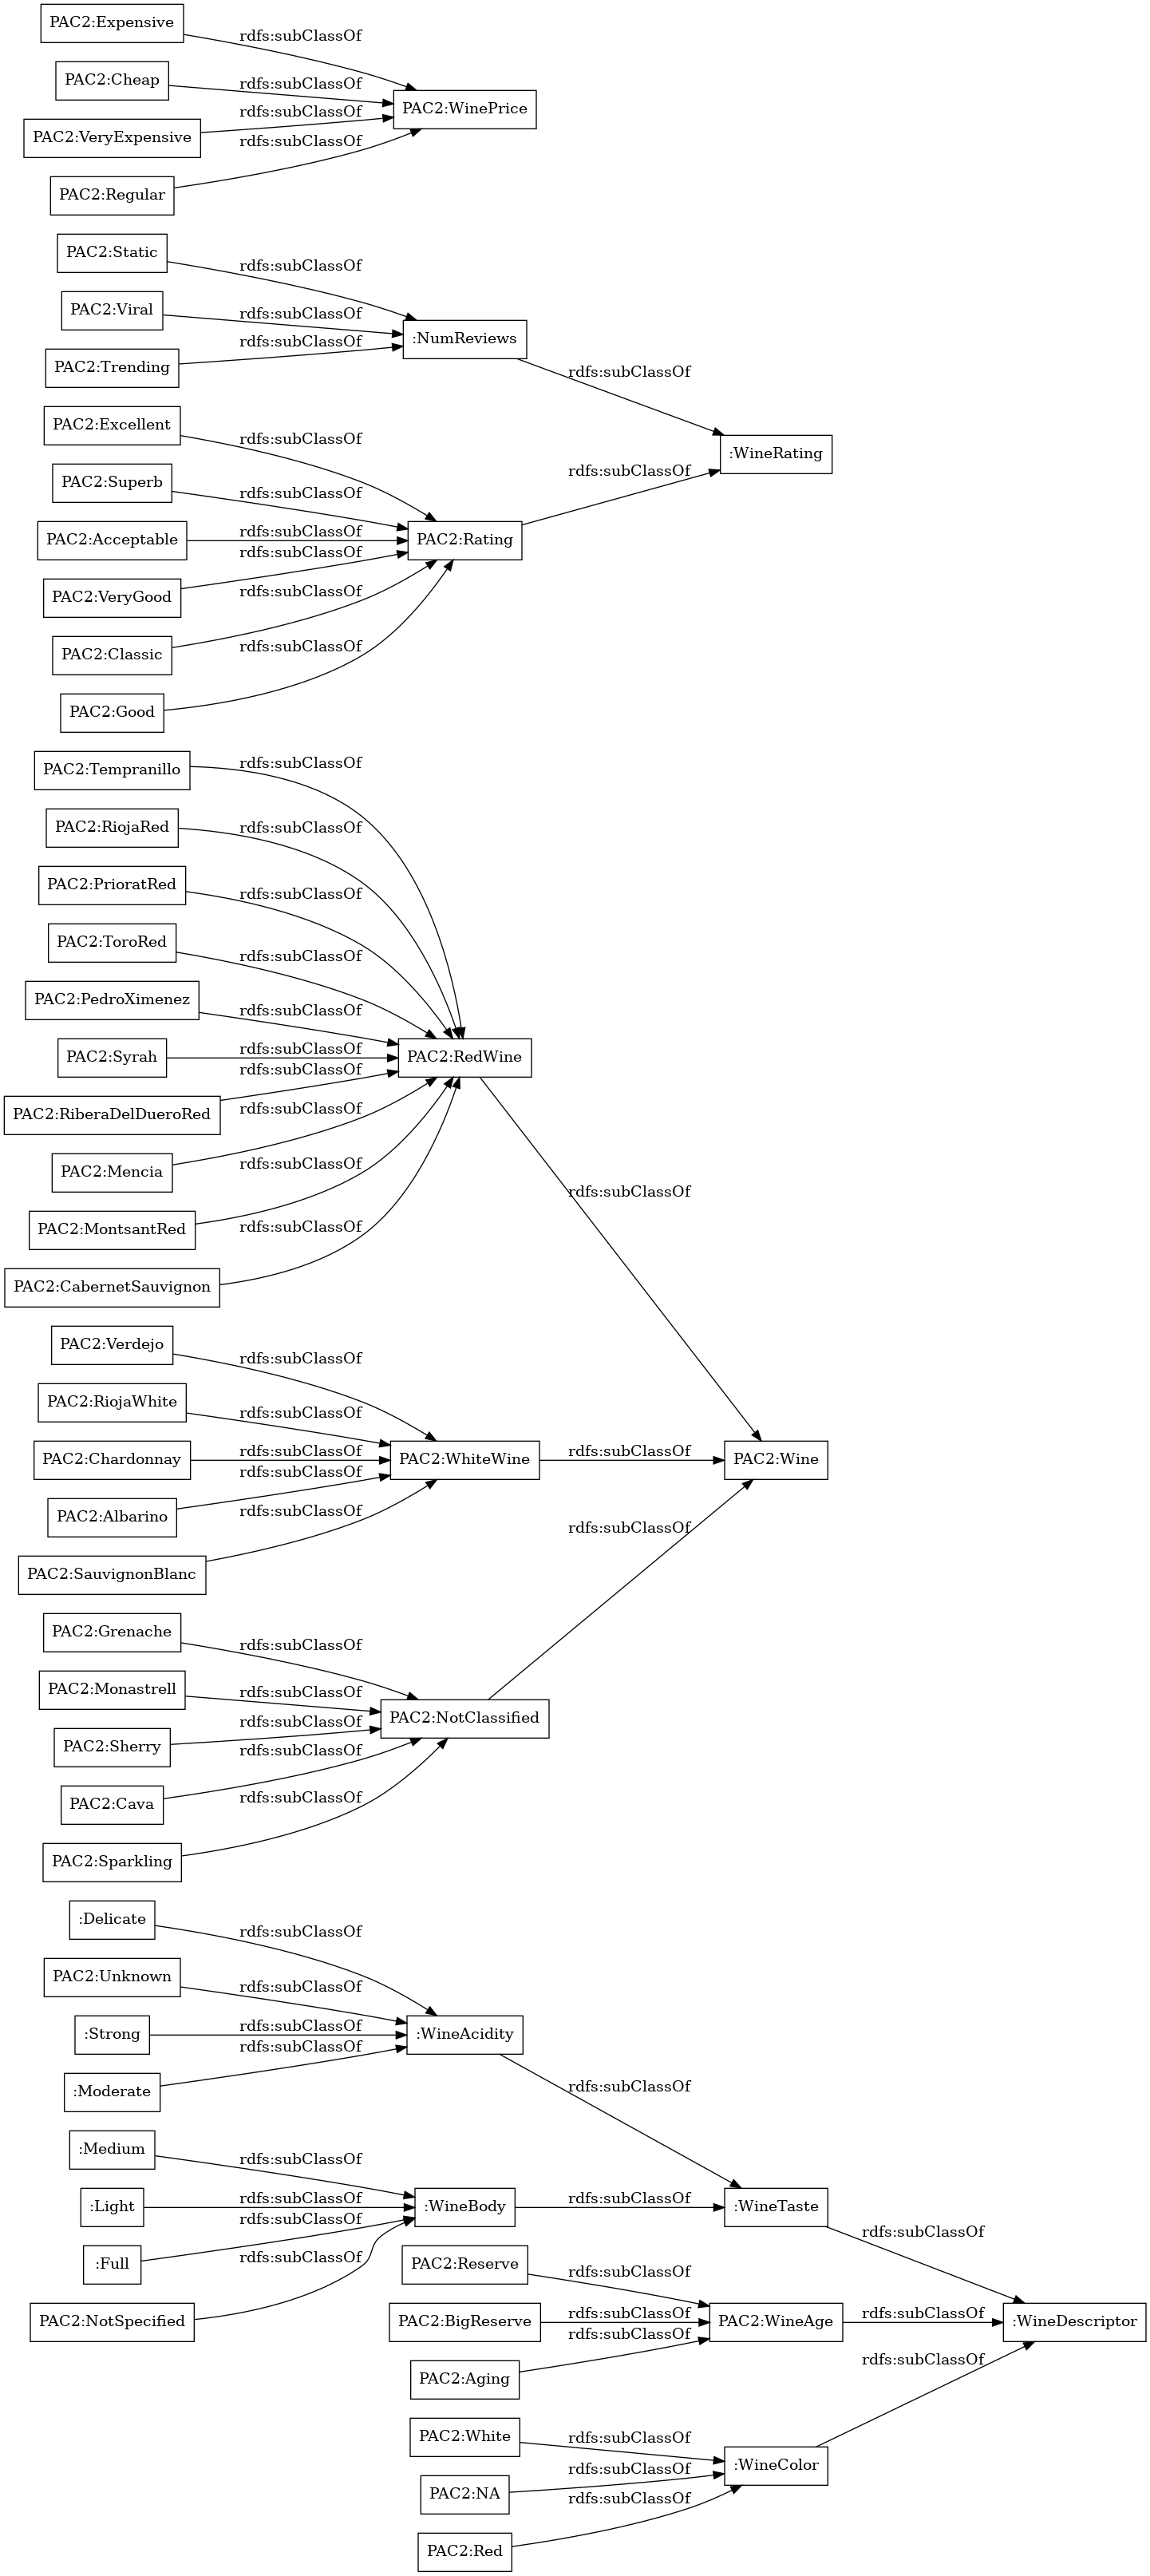 PAC2:Expensive
rdfs:subClassOf
PAC2:Cheap
rdfs:subClassOf
PAC2:WinePrice
PAC2:VeryExpensive
rdfs:subClassOf
PAC2:Regular
rdfs:subClassOf
PAC2:Static
rdfs:subClassOf
PAC2:Viral
rdfs:subClassOf
:NumReviews
PAC2:Trending
rdfs:subClassOf
rdfs:subClassOf
PAC2:Excellent
rdfs:subClassOf
:WineRating
PAC2:Superb
rdfs:subClassOf
rdfs:subClassOf
PAC2:Acceptable
rdfs:subClassOf
PAC2:Rating
PAC2:VeryGood
rdfs:subClassOf
PAC2:Classic
rdfs:subClassOf
PAC2:Good
rdfs:subClassOf
PAC2:Tempranillo
rdfs:subClassOf
PAC2:RiojaRed
rdfs:subClassOf
PAC2:PrioratRed
rdfs:subClassOf
PAC2:ToroRed
rdfs:subClassOf
PAC2:PedroXimenez
rdfs:subClassOf
PAC2:Syrah
rdfs:subClassOf
PAC2:RedWine
PAC2:RiberaDelDueroRed
rdfs:subClassOf
PAC2:Mencia
rdfs:subClassOf
PAC2:MontsantRed
rdfs:subClassOf
rdfs:subClassOf
PAC2:CabernetSauvignon
rdfs:subClassOf
PAC2:Verdejo
rdfs:subClassOf
PAC2:RiojaWhite
rdfs:subClassOf
PAC2:Chardonnay
rdfs:subClassOf
PAC2:WhiteWine
rdfs:subClassOf
PAC2:Wine
PAC2:Albarino
rdfs:subClassOf
PAC2:SauvignonBlanc
rdfs:subClassOf
rdfs:subClassOf
PAC2:Grenache
rdfs:subClassOf
PAC2:Monastrell
rdfs:subClassOf
PAC2:NotClassified
PAC2:Sherry
rdfs:subClassOf
PAC2:Cava
rdfs:subClassOf
PAC2:Sparkling
rdfs:subClassOf
:Delicate
rdfs:subClassOf
PAC2:Unknown
rdfs:subClassOf
:Strong
rdfs:subClassOf
:WineAcidity
:Moderate
rdfs:subClassOf
rdfs:subClassOf
:Medium
rdfs:subClassOf
:Light
rdfs:subClassOf
:WineBody
rdfs:subClassOf
:WineTaste
:Full
rdfs:subClassOf
rdfs:subClassOf
PAC2:NotSpecified
rdfs:subClassOf
PAC2:Reserve
rdfs:subClassOf
PAC2:BigReserve
rdfs:subClassOf
PAC2:WineAge
rdfs:subClassOf
:WineDescriptor
PAC2:Aging
rdfs:subClassOf
rdfs:subClassOf
PAC2:White
rdfs:subClassOf
:WineColor
PAC2:NA
rdfs:subClassOf
PAC2:Red
rdfs:subClassOf